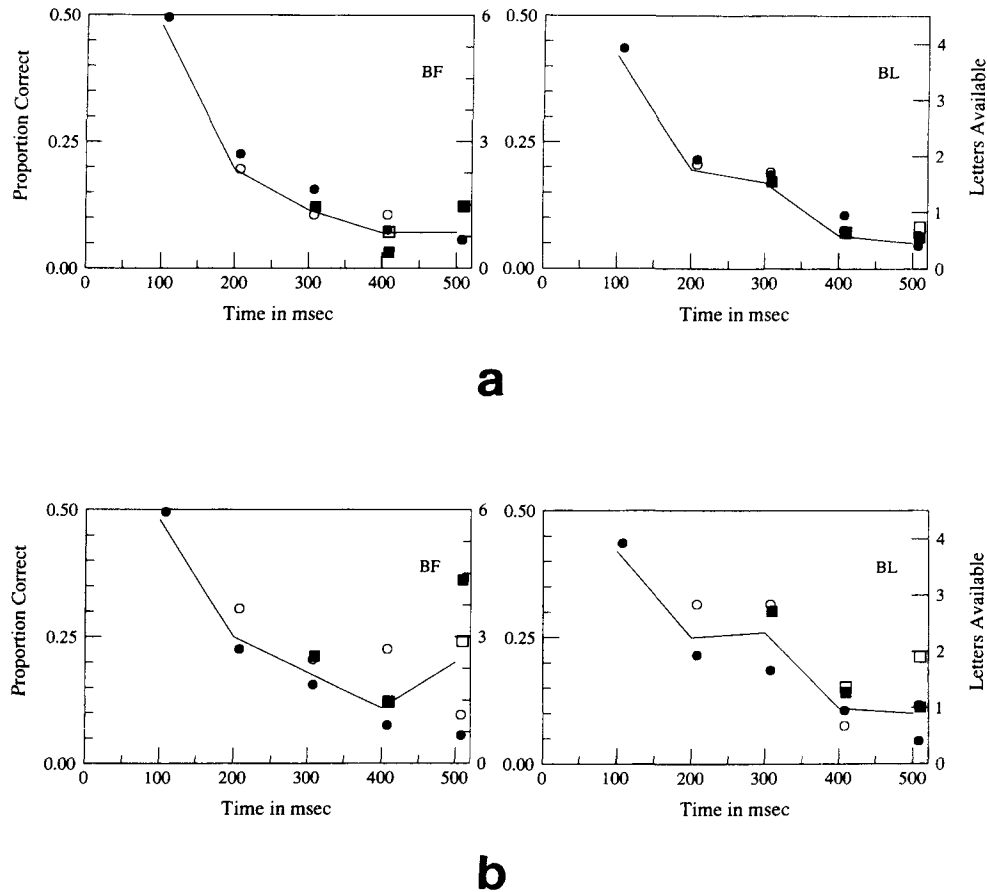 0.50 6 0.50
BF BL 4
3
0.25 3 0.25
2
1
0.00 0 0.00 0
0 100 200 300 400 500 0 100 200 300 400 500
Proportion Correct
Letters Available
Time in msec Time in msec
a
0.50 6 0.50
BF BL 4
3
0.25 3 0.25
2
1
0.00 0 0.00 0
0 100 200 300 400 500 0 100 200 300 400 500
Proportion Correct
Letters Available
Time in msec Time in msec
b